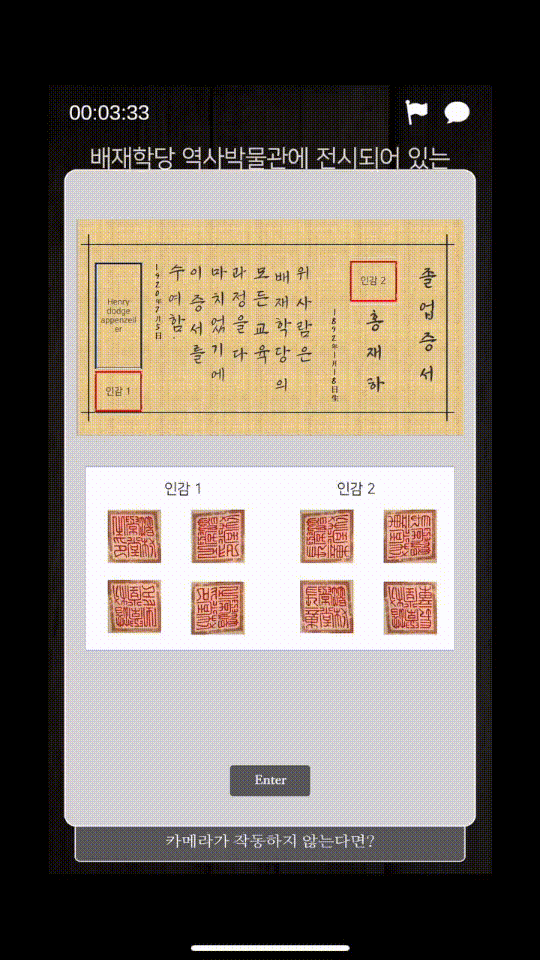 00:03:33
배재학당 역사박물관에 전시되어 있는
졸업증서
인감 2
홍재하
1892年1月18日生
위 사람은
배재학당의
모든 교육
과정을 다
마치었기에
이 증서를
수여함.
1920年7月5日
Henry
dodge
appenzeil
er
인감 1
인감 1 인감 2
Enter
카메라가 작동하지 않는다면?